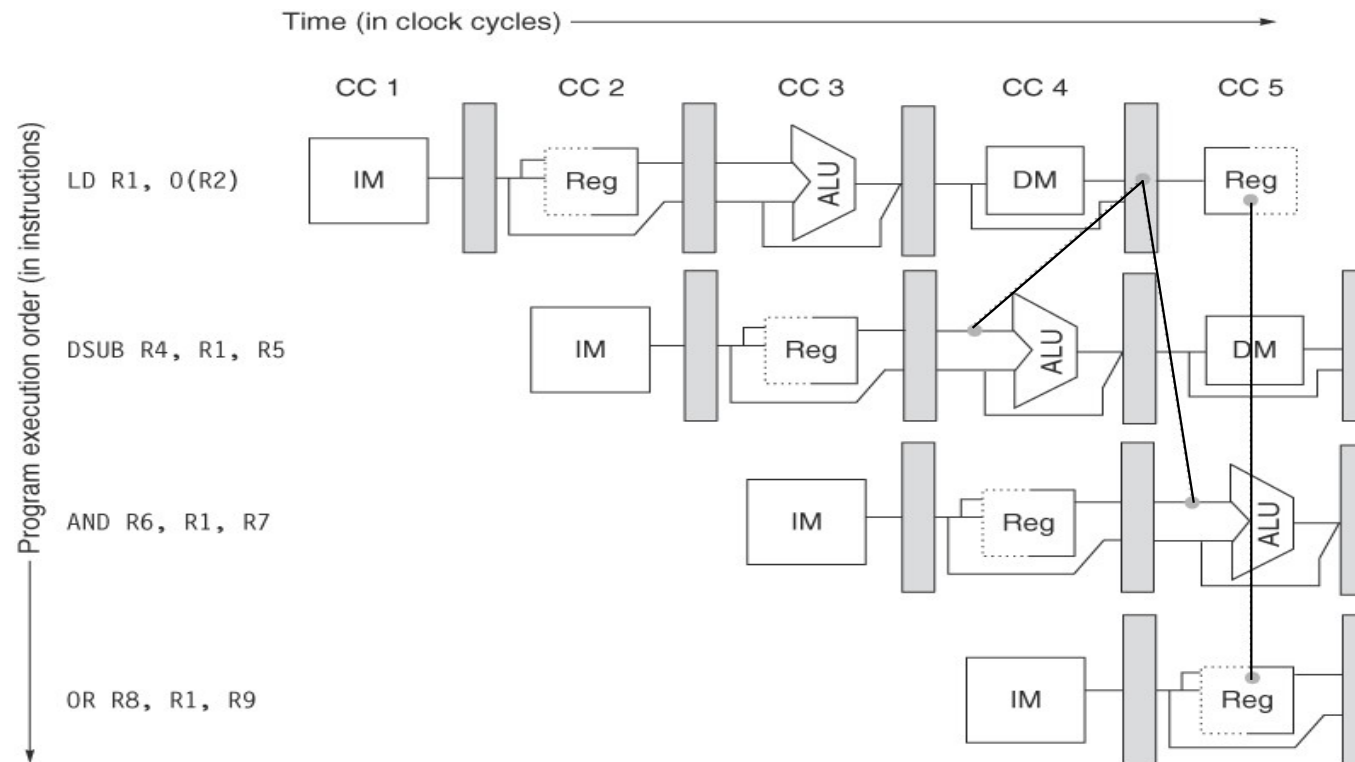 Time (in clock cycles)
CC 1 CC 2 CC 3 CC 4 CC 5
Program execution order (in instructions)
LD R1, 0(R2) IM Reg ALU DM Reg
DSUB R4, R1, R5 IM Reg ALU DM
AND R6, R1, R7 IM Reg ALU
OR R8, R1, R9 IM Reg